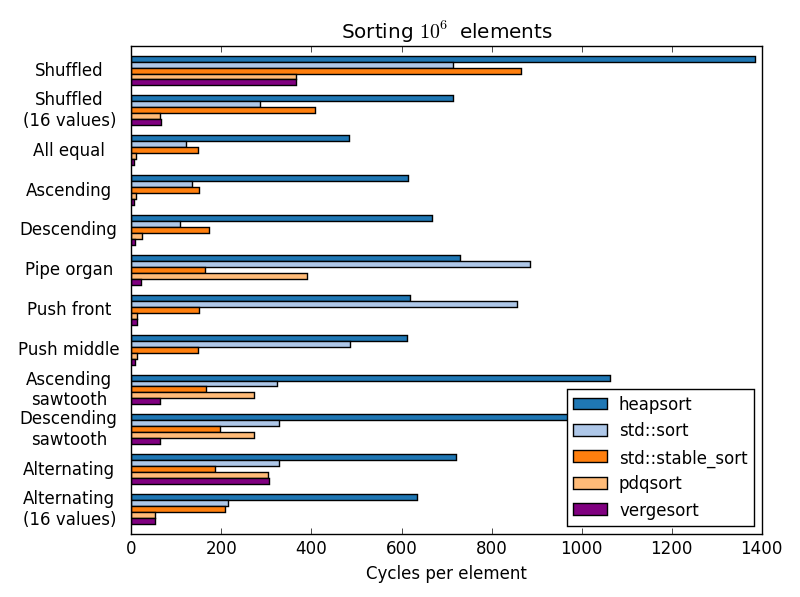 Sorting 10^6 elements
Shuffled
Shuffled
(16 values)
All equal
Ascending
Descending
Pipe organ
Push front
Push middle
Ascending
sawtooth
Descending
sawtooth
Alternating
Alternating
(16 values)
heapsort
std::sort
std::stable_sort
pdqsort
vergesort
0 200 400 600 800 1000 1200 1400
Cycles per element